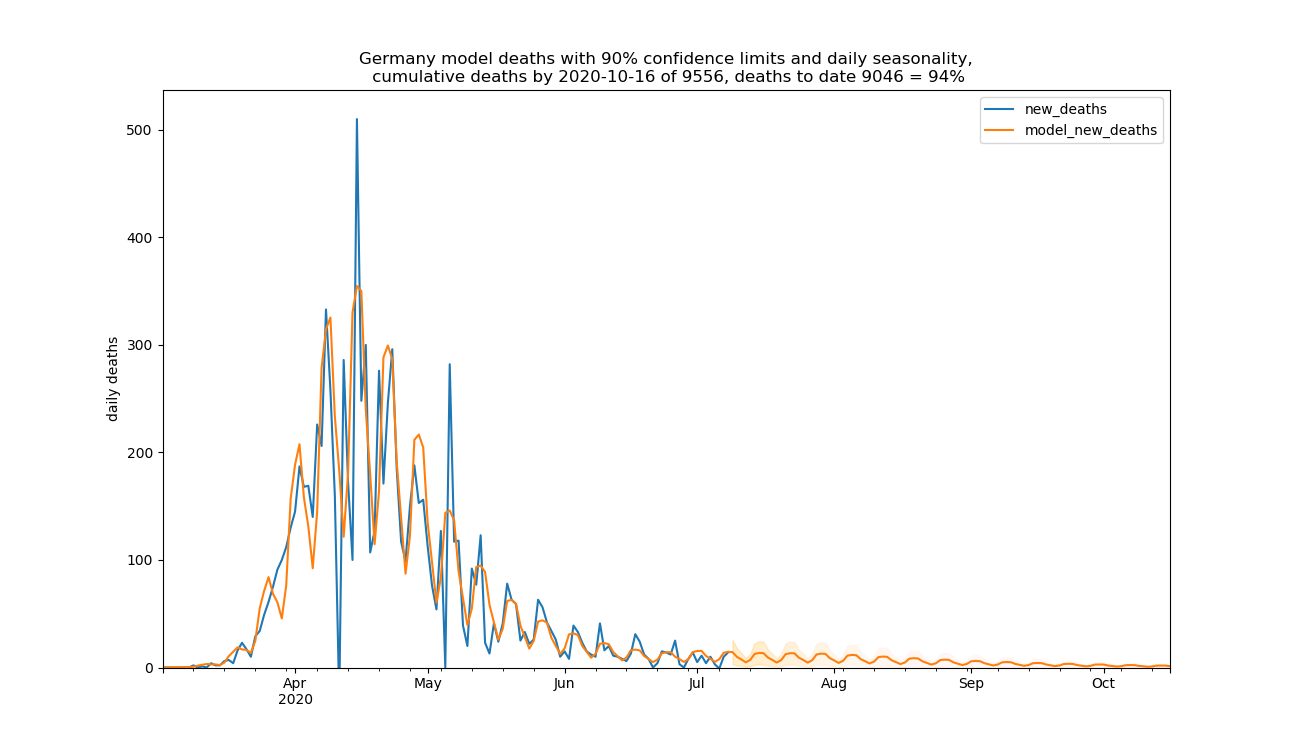 Germany model deaths with 90% confidence limits and daily seasonality,
cumulative deaths by 2020-10-16 of 9556, deaths to date 9046 = 94%
new_deaths
model_new_deaths
daily deaths
500
400
300
200
100
0
Apr
2020
May
Jun
Jul
Aug
Sep
Oct